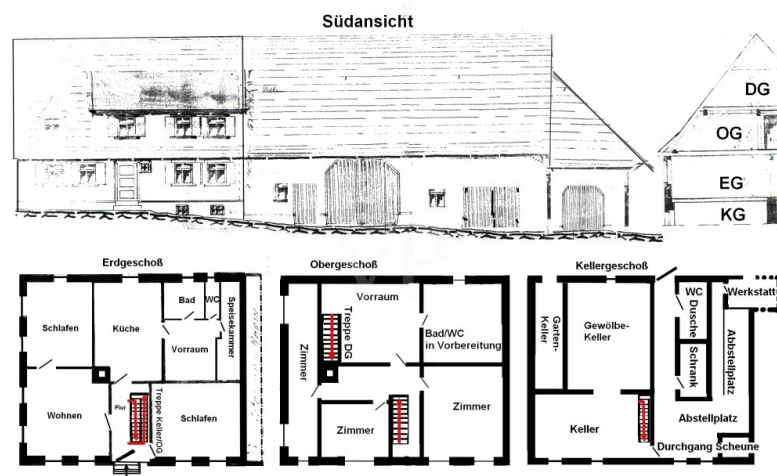 Südansicht
DG
OG
EG
KG
Erdgeschoß
Obergeschoß
Kellergeschoß
Schlafen
Küche
Bad
WC
Speisekammer
Vorraum
Wohnen
Flur
Treppe Keller/OG
Schlafen
Zimmer
Treppe DG
Vorraum
Bad/WC
in Vorbereitung
Zimmer
Zimmer
Garten-
Keller
Gewölbe-
Keller
WC
Dusche
Schrank
Abbstellplatz
Werkstatt
Keller
Abstellplatz
Durchgang Scheune